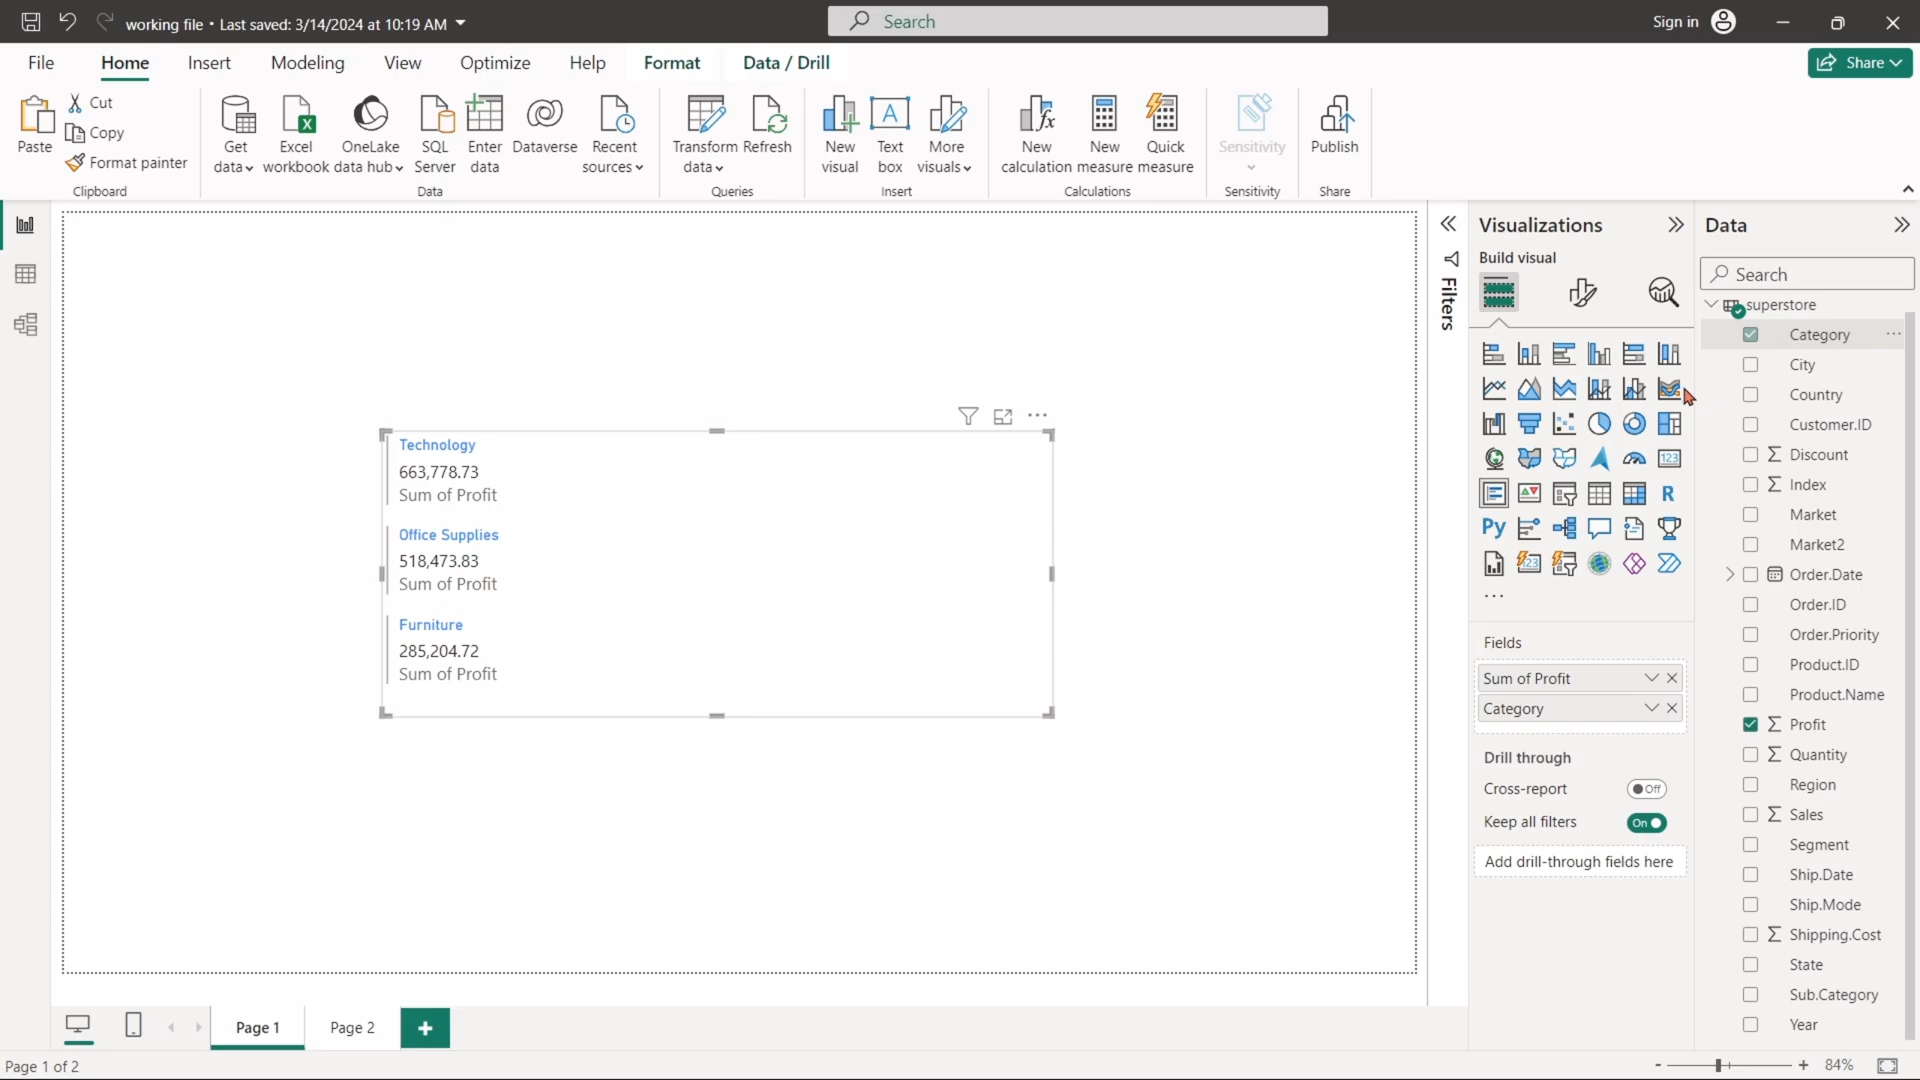 working file • Last saved: 3/14/2024 at 10:19 AM
Search
Sign in
File Home Insert Modeling View Optimize Help Format Data / Drill
Share
Paste
Cut
Copy
Format painter
Clipboard
Get data
Excel workbook
OneLake data hub
SQL Server
Enter data
Dataverse
Recent sources
Data
Transform data
Refresh
Queries
New visual
A
Text box
More visuals
Insert
fx
New calculation
New measure
Quick measure
Calculations
Sensitivity
Sensitivity
Publish
Share
Technology
663,778.73
Sum of Profit
Office Supplies
518,473.83
Sum of Profit
Furniture
285,204.72
Sum of Profit
Filters
Visualizations
Build visual
123
R
Py
123
Fields
Sum of Profit
Category
Drill through
Cross-report Off
Keep all filters On
Add drill-through fields here
Data
Search
superstore
Category
City
Country
Customer.ID
Σ Discount
Σ Index
Market
Market2
Order.Date
Order.ID
Order.Priority
Product.ID
Product.Name
Σ Profit
Σ Quantity
Region
Σ Sales
Segment
Ship.Date
Ship.Mode
Σ Shipping.Cost
State
Sub.Category
Year
Page 1 Page 2 +
Page 1 of 2
- + 84%